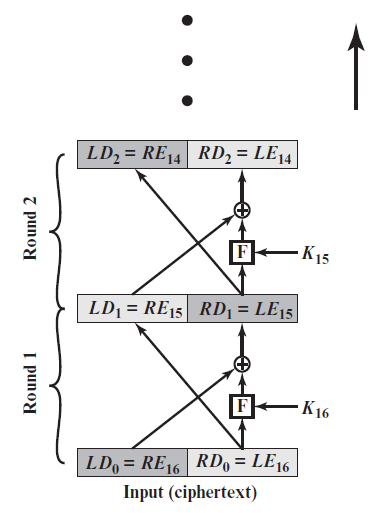 LD₂ = RE₁₄ RD₂ = LE₁₄
Round 2
F
K₁₅
LD₁ = RE₁₅ RD₁ = LE₁₅
Round 1
F
K₁₆
LD₀ = RE₁₆ RD₀ = LE₁₆
Input (ciphertext)